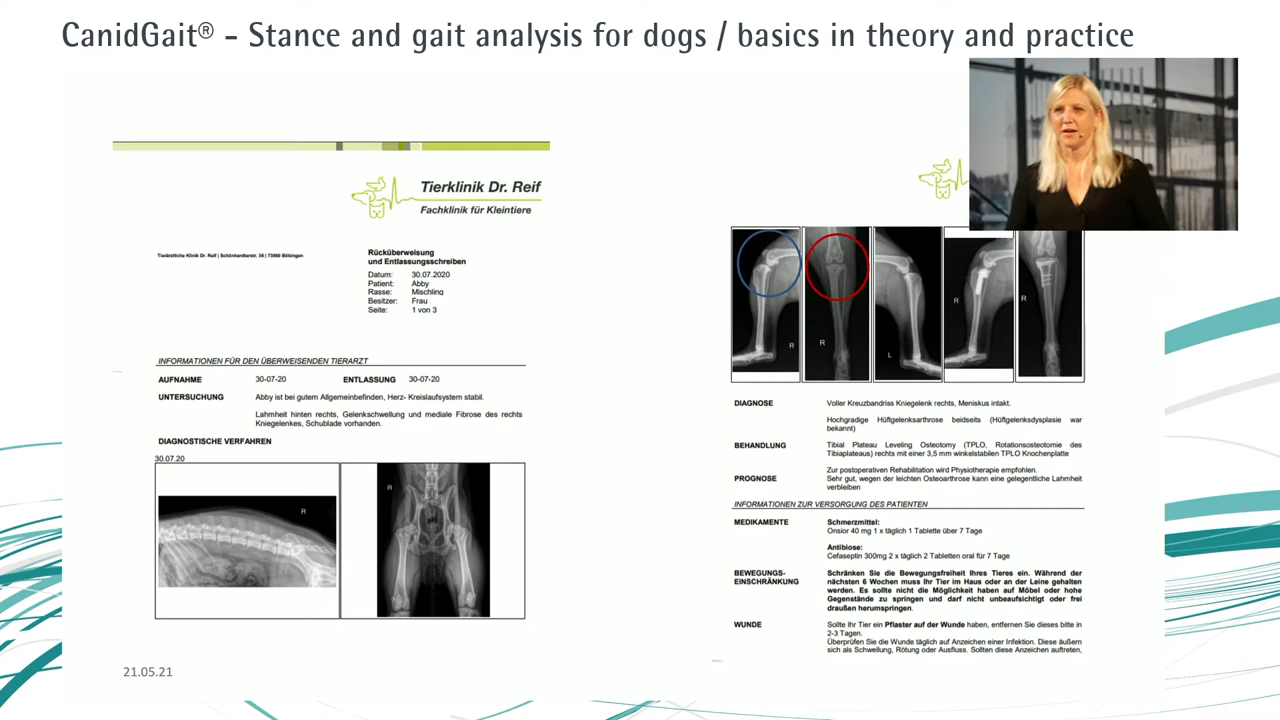 CanidGait® - Stance and gait analysis for dogs / basics in theory and practice
Tierklinik Dr. Reif
Fachklinik für Kleintiere
Tierärztliche Klinik Dr. Reif | Schönhardterstr. 36 | 73560 Böbingen
Rücküberweisung
und Entlassungsschreiben
Datum: 30.07.2020
Patient: Abby
Rasse: Mischling
Besitzer: Frau
Seite: 1 von 3
INFORMATIONEN FÜR DEN ÜBERWEISENDEN TIERARZT
AUFNAHME 30-07-20 ENTLASSUNG 30-07-20
UNTERSUCHUNG Abby ist bei gutem Allgemeinbefinden, Herz- Kreislaufsystem stabil.
Lahmheit hinten rechts, Gelenkschwellung und mediale Fibrose des rechts
Kniegelenkes, Schublade vorhanden.
DIAGNOSTISCHE VERFAHREN
30.07.20
R
R
R
R
L
R
R
DIAGNOSE Voller Kreuzbandriss Kniegelenk rechts, Meniskus intakt.
Hochgradige Hüftgelenksarthrose beidseits (Hüftgelenksdysplasie war
bekannt)
BEHANDLUNG Tibial Plateau Leveling Osteotomy (TPLO, Rotationsosteotomie des
Tibiaplateaus) rechts mit einer 3,5 mm winkelstabilen TPLO Knochenplatte
Zur postoperativen Rehabilitation wird Physiotherapie empfohlen.
PROGNOSE Sehr gut, wegen der leichten Osteoarthrose kann eine gelegentliche Lahmheit
verbleiben
INFORMATIONEN ZUR VERSORGUNG DES PATIENTEN
MEDIKAMENTE Schmerzmittel:
Onsior 40 mg 1 x täglich 1 Tablette über 7 Tage
Antibiose:
Cefaseptin 300mg 2 x täglich 2 Tabletten oral für 7 Tage
BEWEGUNGS- Schränken Sie die Bewegungsfreiheit Ihres Tieres ein. Während der
EINSCHRÄNKUNG nächsten 6 Wochen muss Ihr Tier im Haus oder an der Leine gehalten
werden. Es sollte nicht die Möglichkeit haben auf Möbel oder hohe
Gegenstände zu springen und darf nicht unbeaufsichtigt oder frei
draußen herumspringen.
WUNDE Sollte Ihr Tier ein Pflaster auf der Wunde haben, entfernen Sie dieses bitte in
2-3 Tagen.
Überprüfen Sie die Wunde täglich auf Anzeichen einer Infektion. Diese äußern
sich als Schwellung, Rötung oder Ausfluss. Sollten diese Anzeichen auftreten,
21.05.21